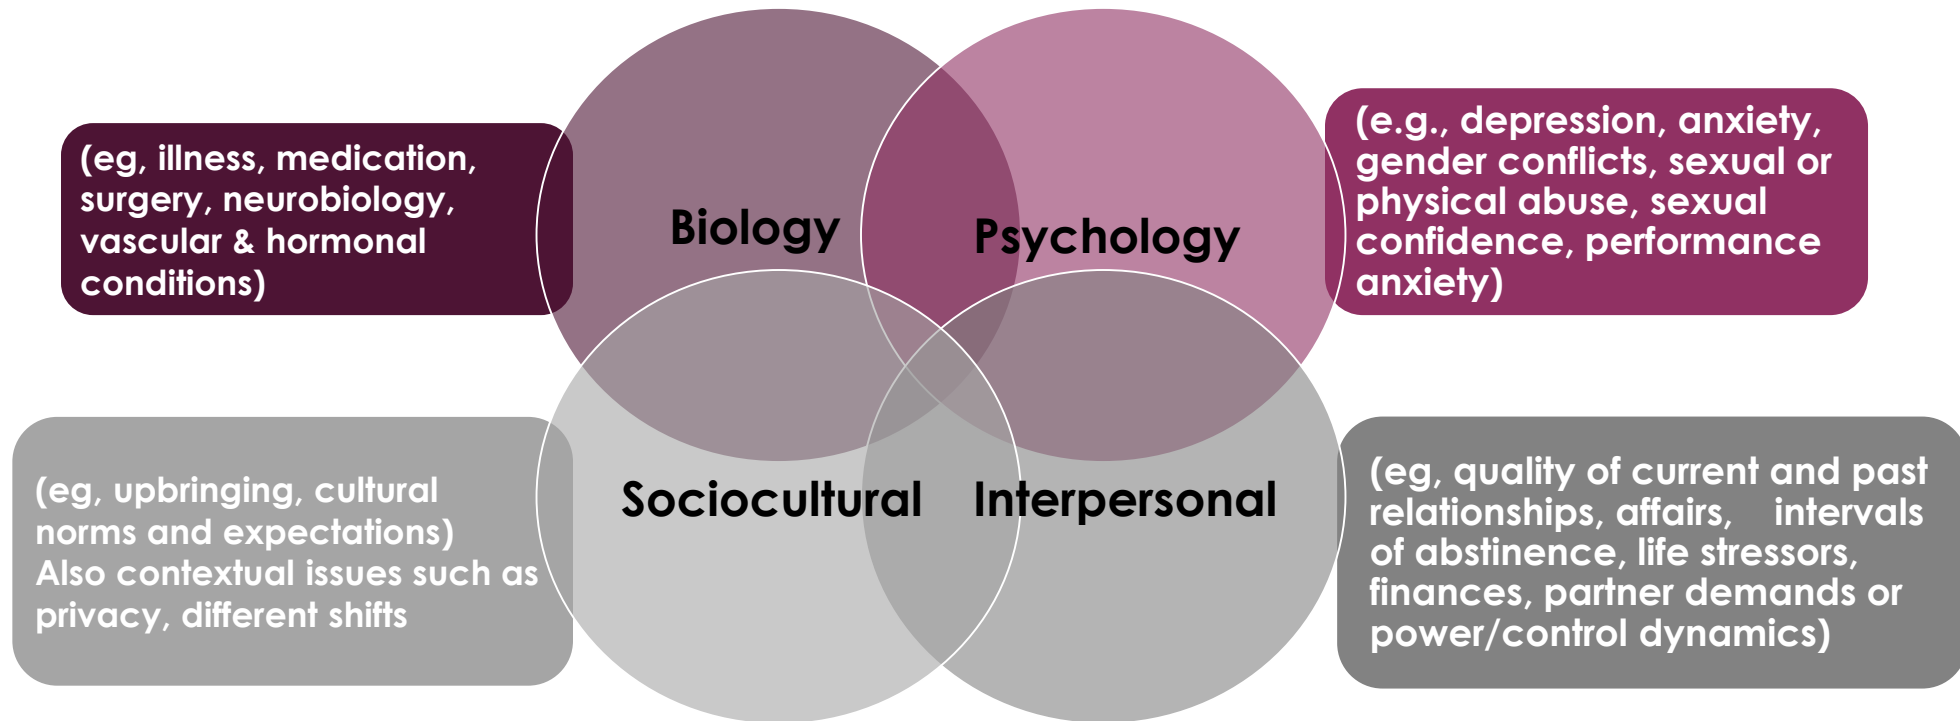 (eg, illness, medication,
surgery, neurobiology,
vascular & hormonal
conditions)
Biology
Psychology
(e.g., depression, anxiety,
gender conflicts, sexual or
physical abuse, sexual
confidence, performance
anxiety)
(eg, upbringing, cultural
norms and expectations)
Also contextual issues such as
privacy, different shifts
Sociocultural
Interpersonal
(eg, quality of current and past
relationships, affairs,    intervals
of abstinence, life stressors,
finances, partner demands or
power/control dynamics)